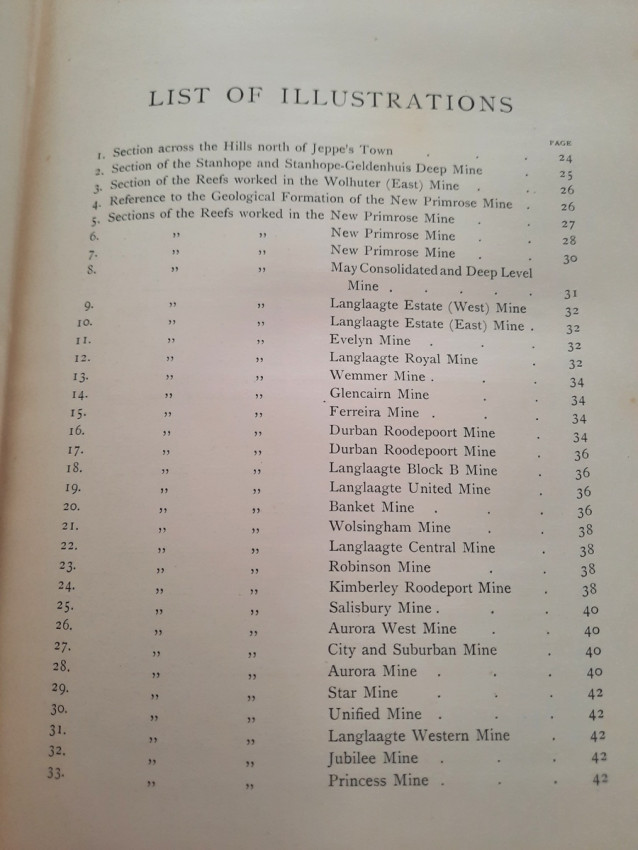 LIST OF ILLUSTRATIONS
PAGE
1. Section across the Hills north of Jeppe's Town . . . 24
2. Section of the Stanhope and Stanhope-Geldenhuis Deep Mine . 25
3. Section of the Reefs worked in the Wolhuter (East) Mine . . 26
4. Reference to the Geological Formation of the New Primrose Mine . 26
5. Sections of the Reefs worked in the New Primrose Mine . . 27
6. „ „ New Primrose Mine . . 28
7. „ „ New Primrose Mine . . 30
8. „ „ May Consolidated and Deep Level
Mine . . . . . 31
9. „ „ Langlaagte Estate (West) Mine 32
10. „ „ Langlaagte Estate (East) Mine . 32
11. „ „ Evelyn Mine . . . 32
12. „ „ Langlaagte Royal Mine . 32
13. „ „ Wemmer Mine . . . 34
14. „ „ Glencairn Mine . . 34
15. „ „ Ferreira Mine . . . 34
16. „ „ Durban Roodepoort Mine . 34
17. „ „ Durban Roodepoort Mine . 36
18. „ „ Langlaagte Block B Mine . 36
19. „ „ Langlaagte United Mine . 36
20. „ „ Banket Mine . . . 36
21. „ „ Wolsingham Mine . . 38
22. „ „ Langlaagte Central Mine . 38
23. „ „ Robinson Mine . . 38
24. „ „ Kimberley Roodeport Mine . 38
25. „ „ Salisbury Mine . . . 40
26. „ „ Aurora West Mine . . 40
27. „ „ City and Suburban Mine . 40
28. „ „ Aurora Mine . . . 40
29. „ „ Star Mine . . . 42
30. „ „ Unified Mine . . . 42
31. „ „ Langlaagte Western Mine . 42
32. „ „ Jubilee Mine . . . 42
33. „ „ Princess Mine . . . 42